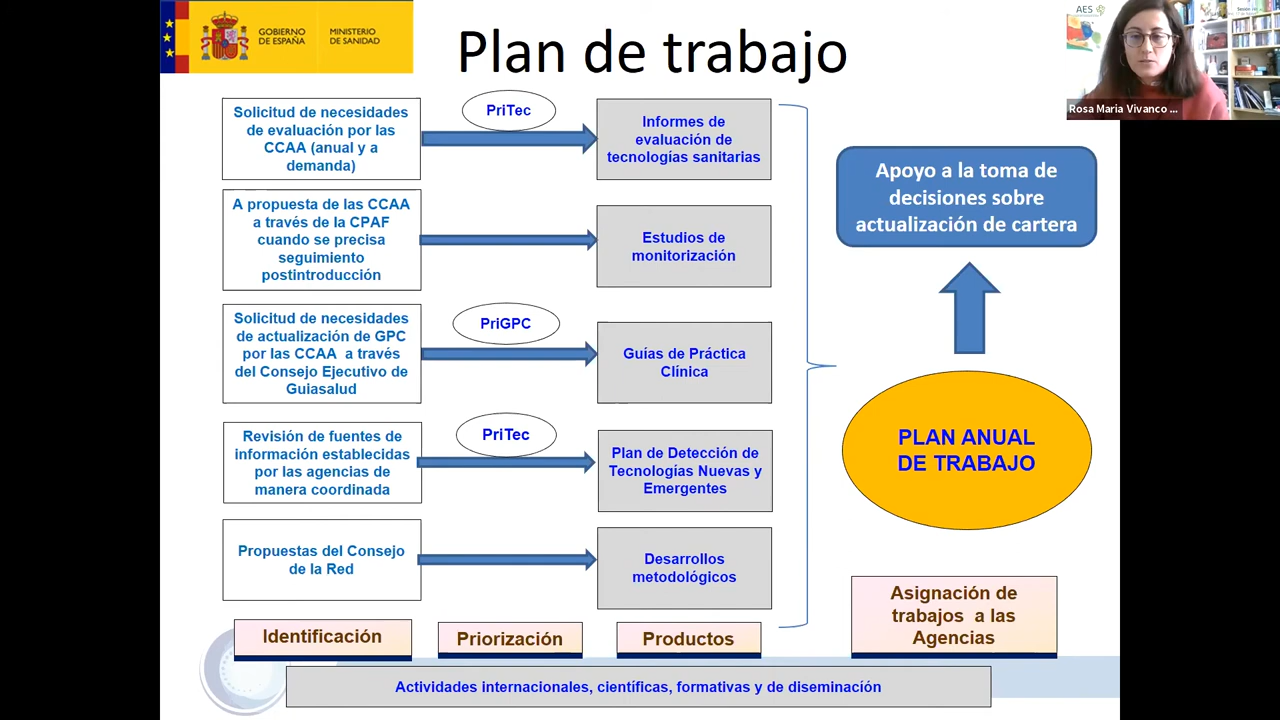 GOBIERNO
DE ESPAÑA
MINISTERIO
DE SANIDAD
Plan de trabajo
AES
Rosa Maria Vivanco ...
Solicitud de necesidades
de evaluación por las
CCAA (anual y a
demanda)
PriTec
Informes de
evaluación de
tecnologías sanitarias
A propuesta de las CCAA
a través de la CPAF
cuando se precisa
seguimiento
postintroducción
Estudios de
monitorización
Solicitud de necesidades
de actualización de GPC
por las CCAA a través
del Consejo Ejecutivo de
Guiasalud
PriGPC
Guías de Práctica
Clínica
Revisión de fuentes de
información establecidas
por las agencias de
manera coordinada
PriTec
Plan de Detección de
Tecnologías Nuevas y
Emergentes
Propuestas del Consejo
de la Red
Desarrollos
metodológicos
Apoyo a la toma de
decisiones sobre
actualización de cartera
PLAN ANUAL
DE TRABAJO
Identificación
Priorización
Productos
Asignación de
trabajos a las
Agencias
Actividades internacionales, científicas, formativas y de diseminación